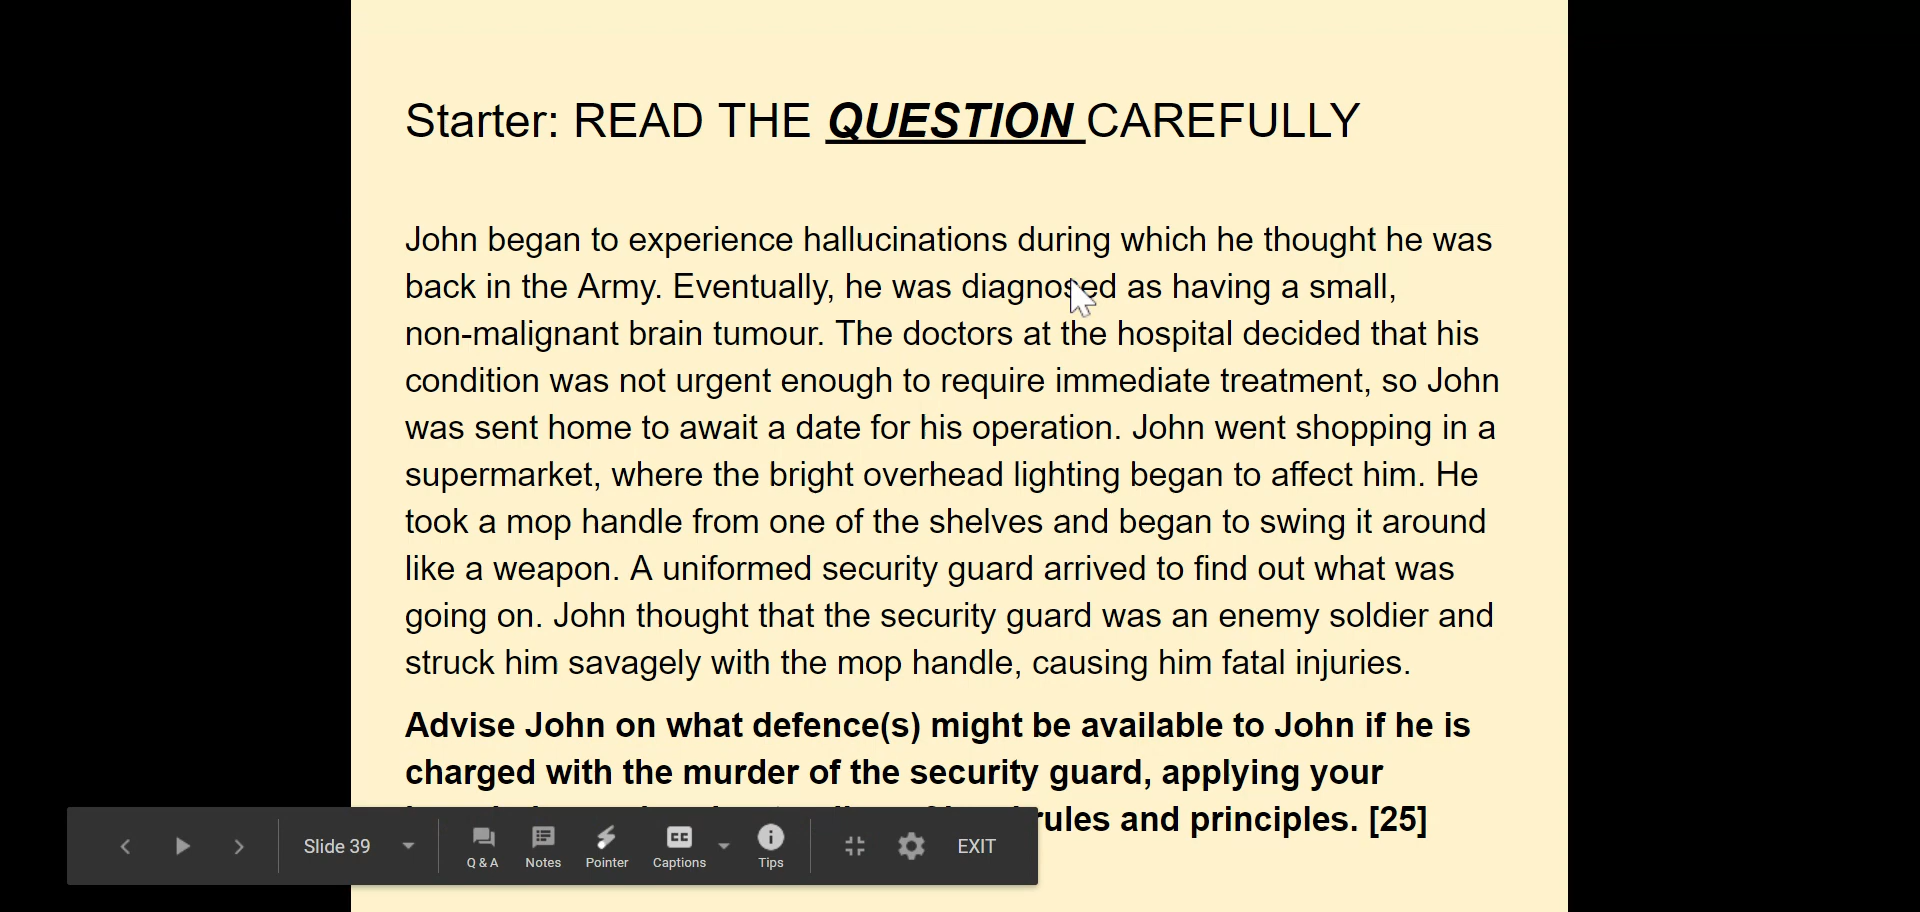 Starter: READ THE QUESTION CAREFULLY
John began to experience hallucinations during which he thought he was
back in the Army. Eventually, he was diagnosed as having a small,
non-malignant brain tumour. The doctors at the hospital decided that his
condition was not urgent enough to require immediate treatment, so John
was sent home to await a date for his operation. John went shopping in a
supermarket, where the bright overhead lighting began to affect him. He
took a mop handle from one of the shelves and began to swing it around
like a weapon. A uniformed security guard arrived to find out what was
going on. John thought that the security guard was an enemy soldier and
struck him savagely with the mop handle, causing him fatal injuries.
Advise John on what defence(s) might be available to John if he is
charged with the murder of the security guard, applying your
rules and principles. [25]
Slide 39
Q & A
Notes
Pointer
CC
Captions
Tips
EXIT